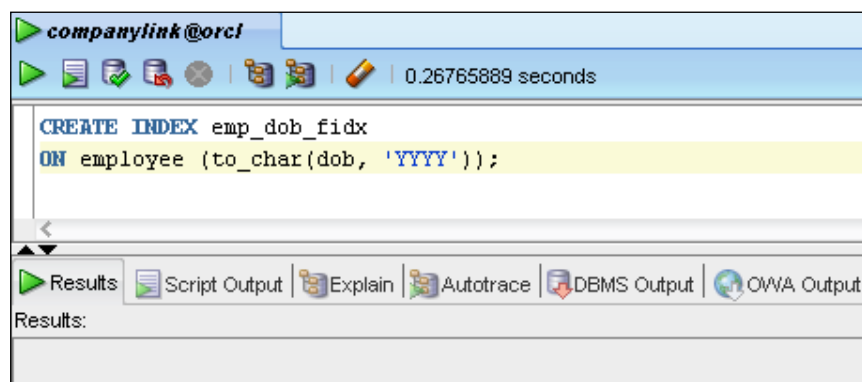 companylink@orcl
0.26765889 seconds
CREATE INDEX emp_dob_fidx
ON employee (to_char(dob, 'YYYY'));
Results Script Output Explain Autotrace DBMS Output OWA Output
Results: